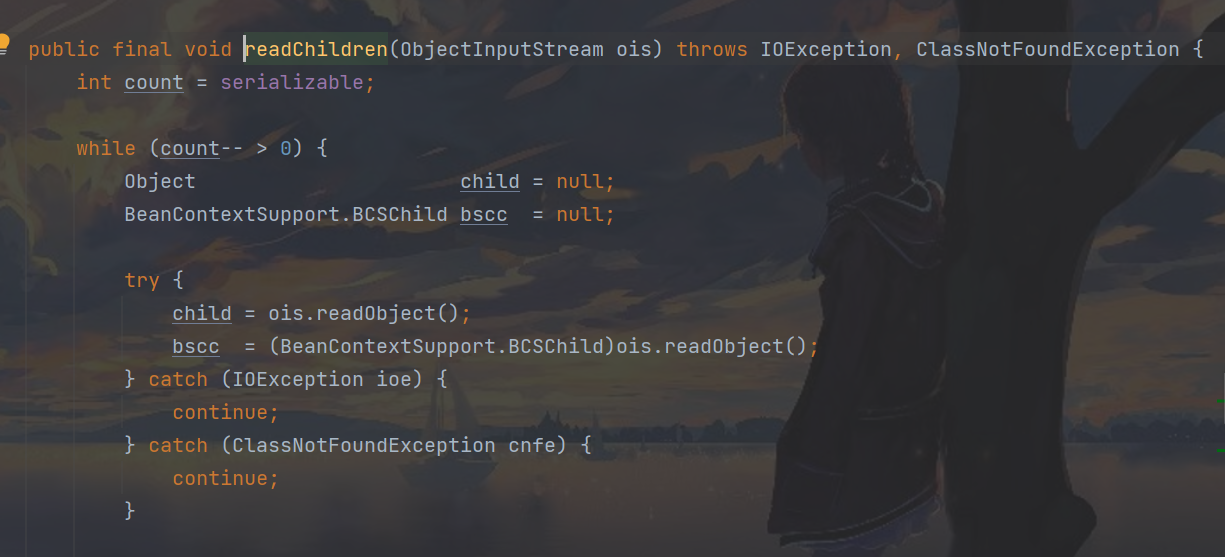 public final void readChildren(ObjectInputStream ois) throws IOException, ClassNotFoundException {
    int count = serializable;
    while (count-- > 0) {
        Object                      child = null;
        BeanContextSupport.BCSChild bscc  = null;
        try {
            child = ois.readObject();
            bscc  = (BeanContextSupport.BCSChild)ois.readObject();
        } catch (IOException ioe) {
            continue;
        } catch (ClassNotFoundException cnfe) {
            continue;
        }